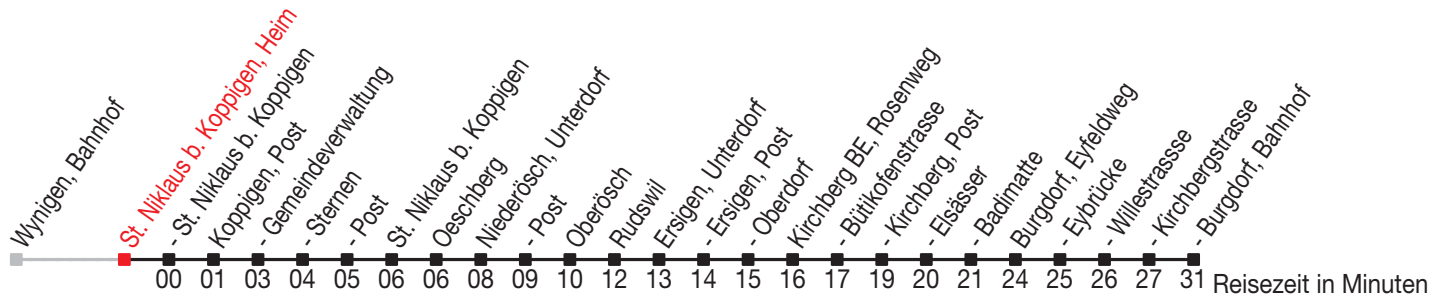 Wynigen, Bahnhof
St. Niklaus b. Koppigen, Heim
- St. Niklaus b. Koppigen
Koppigen, Post
- Gemeindeverwaltung
- Sternen
- Post
St. Niklaus b. Koppigen
Oeschberg
Niederösch, Unterdorf
- Post
Oberösch
Rudswil
Ersigen, Unterdorf
- Ersigen, Post
- Oberdorf
Kirchberg BE, Rosenweg
- Bütikofenstrasse
- Kirchberg, Post
- Elsässer
- Badimatte
Burgdorf, Eyfeldweg
- Eybrücke
- Willestrassse
- Kirchbergstrasse
- Burgdorf, Bahnhof
00 01 03 04 05 06 06 08 09 10 12 13 14 15 16 17 19 20 21 24 25 26 27 31 Reisezeit in Minuten